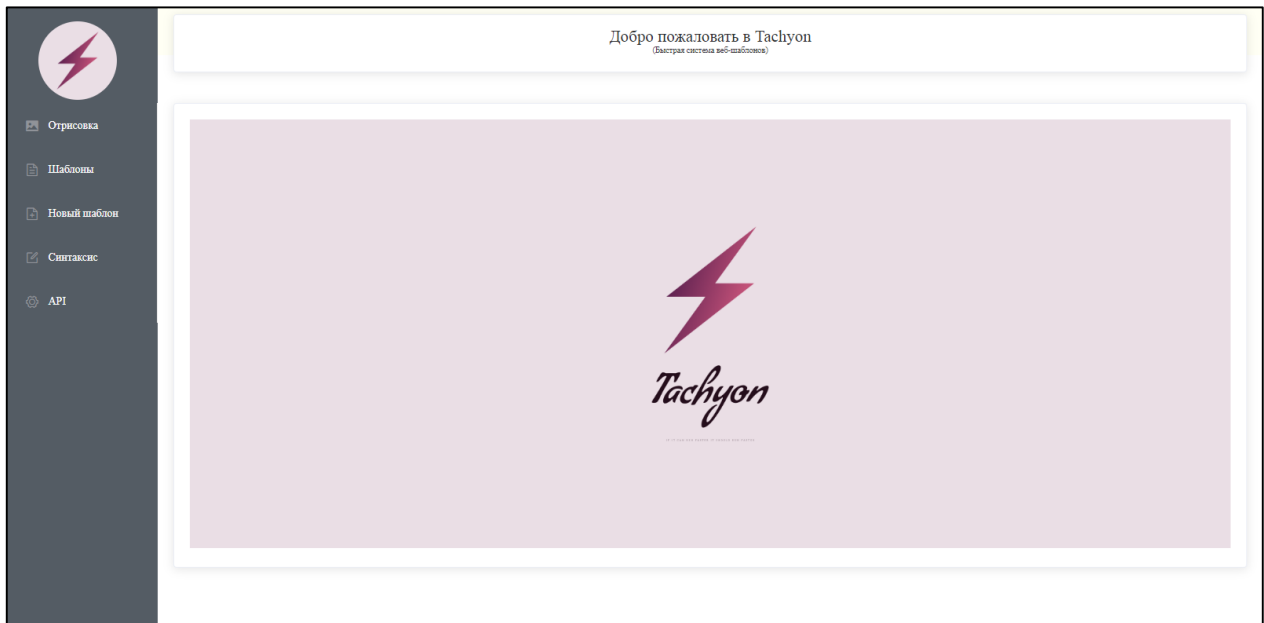 Добро пожаловать в Tachyon
(Быстрая система веб-шаблонов)
Отрисовка
Шаблоны
Новый шаблон
Синтаксис
API
Tachyon